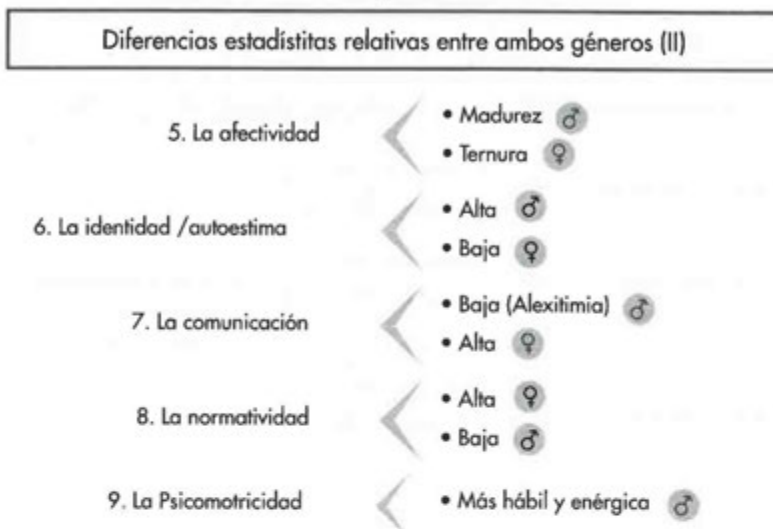 Diferencias estadístitas relativas entre ambos géneros (II)
5. La afectividad
• Madurez ♂
• Ternura ♀
6. La identidad /autoestima
• Alta ♂
• Baja ♀
7. La comunicación
• Baja (Alexitimia) ♂
• Alta ♀
8. La normatividad
• Alta ♀
• Baja ♂
9. La Psicomotricidad
• Más hábil y enérgica ♂